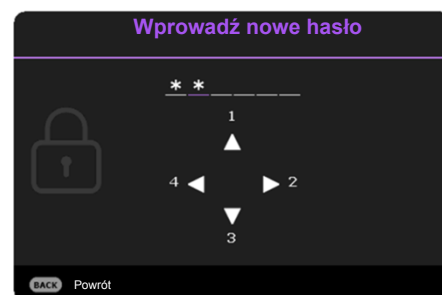 Wprowadź nowe hasło
* * _ _ _ _
1
4 2
3
BACK Powrót